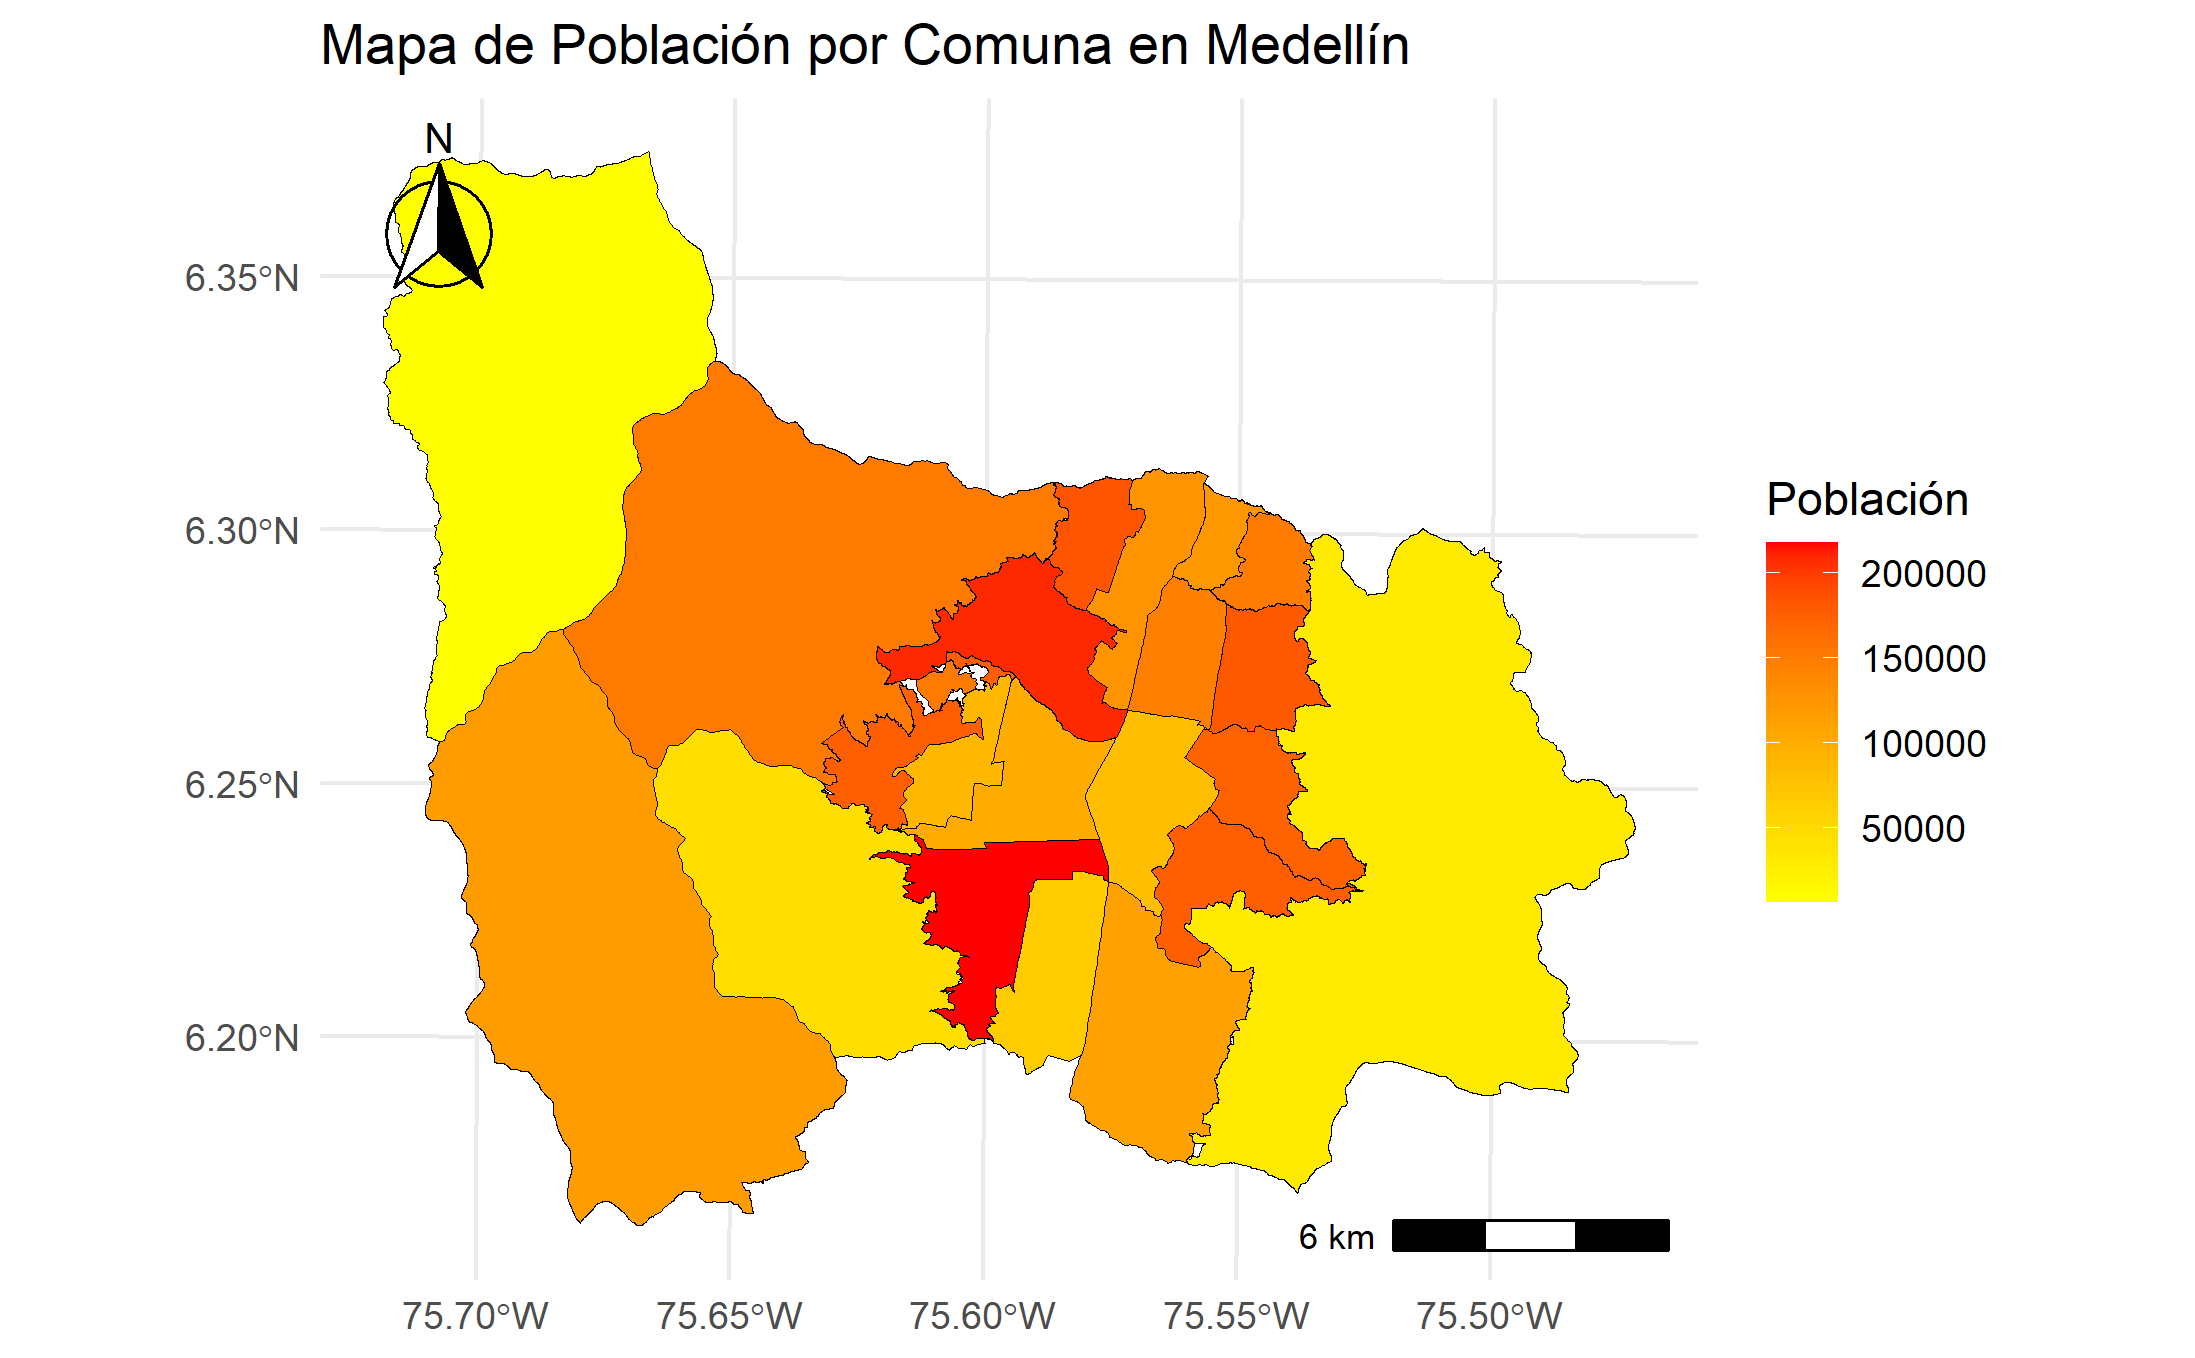 Mapa de Población por Comuna en Medellín
N
6.35°N
6.30°N
6.25°N
6.20°N
75.70°W
75.65°W
75.60°W
75.55°W
75.50°W
6 km
Población
200000
150000
100000
50000